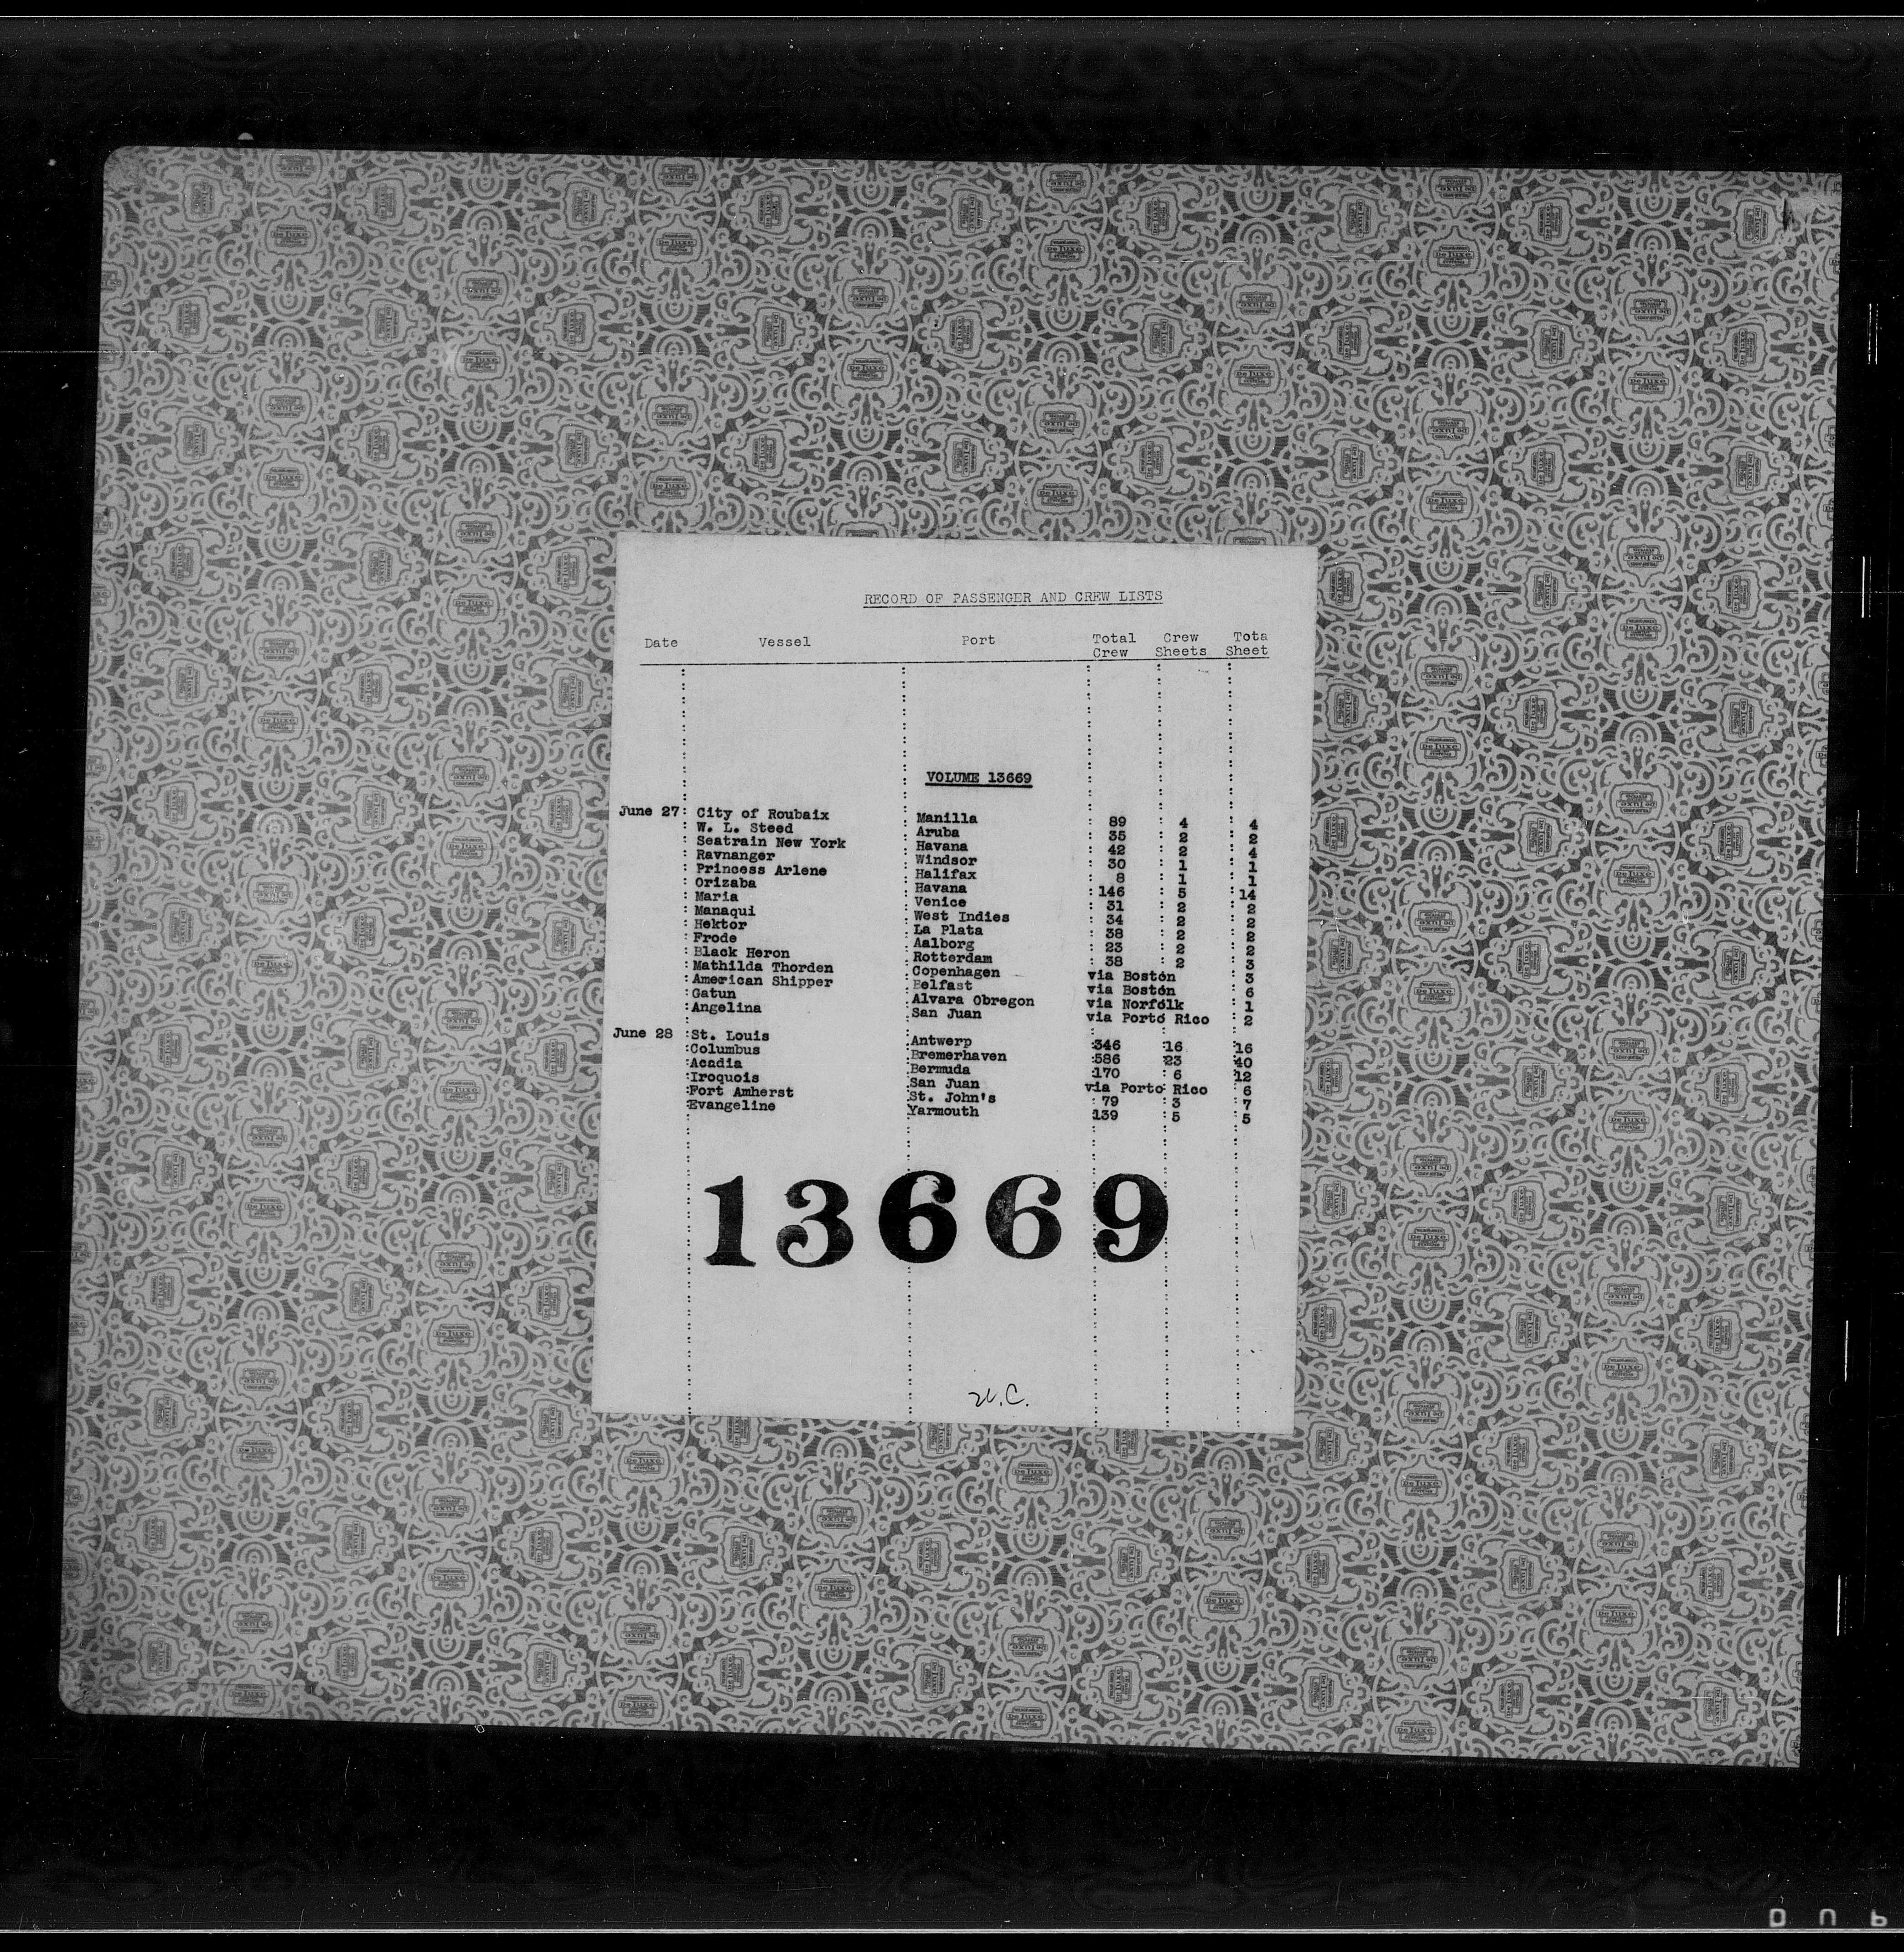 RECORD OF PASSENGER AND CREW LISTS
Date Vessel Port Total Crew Tota
Crew Sheets Sheet
VOLUME 13669
June 27: City of Roubaix : Manilla : 89 : 4 : 4
: W. L. Steed : Aruba : 35 : 2 : 2
: Seatrain New York : Havana : 42 : 2 : 4
: Ravnanger : Windsor : 30 : 1 : 1
: Princess Arlene : Halifax : 8 : 1 : 1
: Orizaba : Havana : 146 : 5 : 14
: Maria : Venice : 31 : 2 : 2
: Manaqui : West Indies : 34 : 2 : 2
: Hektor : La Plata : 38 : 2 : 2
: Frode : Aalborg : 23 : 2 : 2
: Black Heron : Rotterdam : 38 : 2 : 3
: Mathilda Thorden : Copenhagen via Boston : 3
: American Shipper : Belfast via Boston : 6
: Gatun : Alvara Obregon via Norfolk : 1
: Angelina : San Juan via Porto Rico : 2
June 28 : St. Louis : Antwerp : 346 : 16 : 16
: Columbus : Bremerhaven : 586 : 23 : 40
: Acadia : Bermuda : 170 : 6 : 12
: Iroquois : San Juan via Porto Rico : 6
: Fort Amherst : St. John's : 79 : 3 : 7
: Evangeline : Yarmouth : 139 : 5 : 5
13669
De Luxe